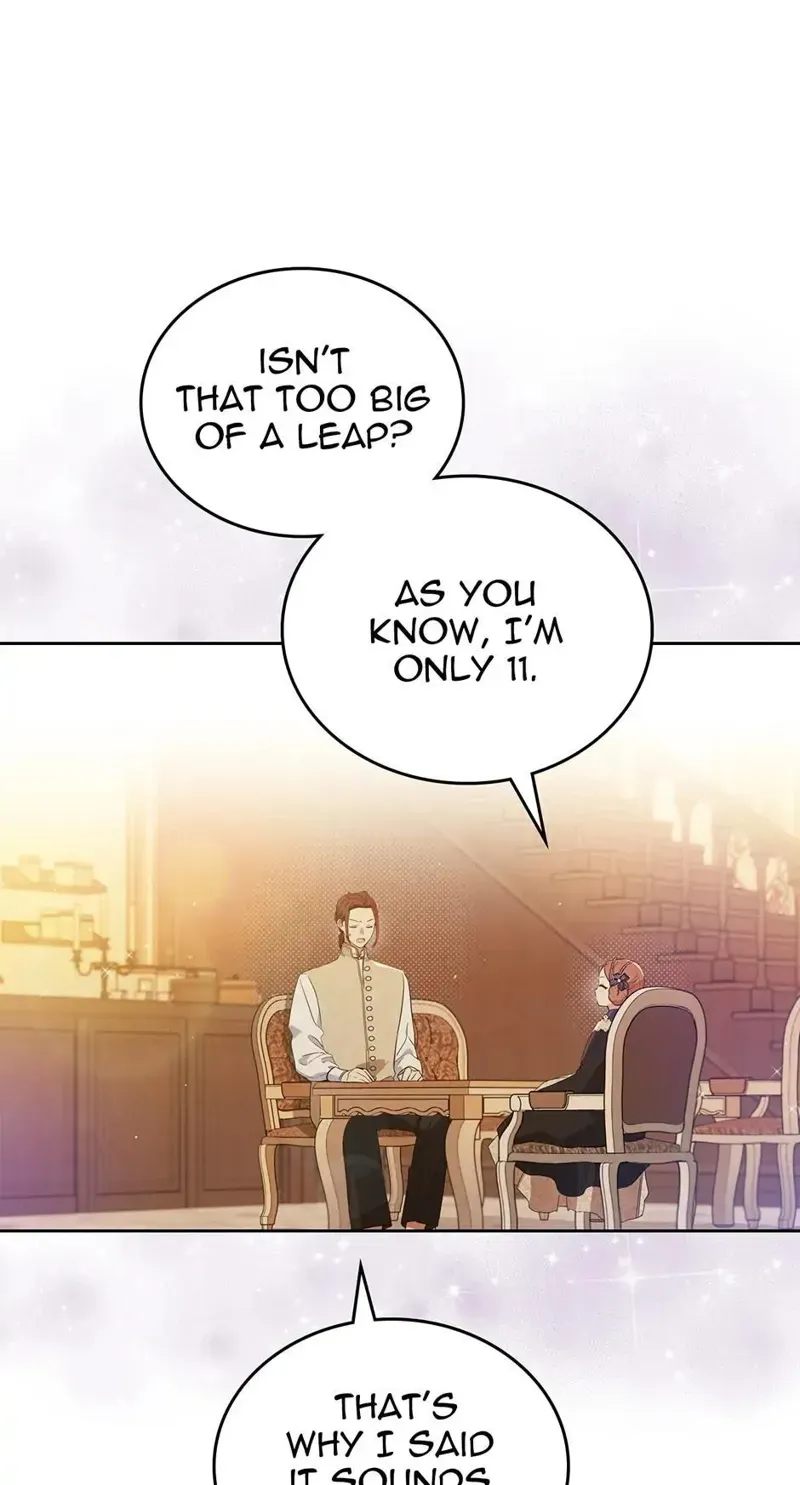 ISN'T
THAT TOO BIG
OF A LEAP?
AS YOU
KNOW, I'M
ONLY 11.
THAT'S
WHY I SAID
IT SOUNDS